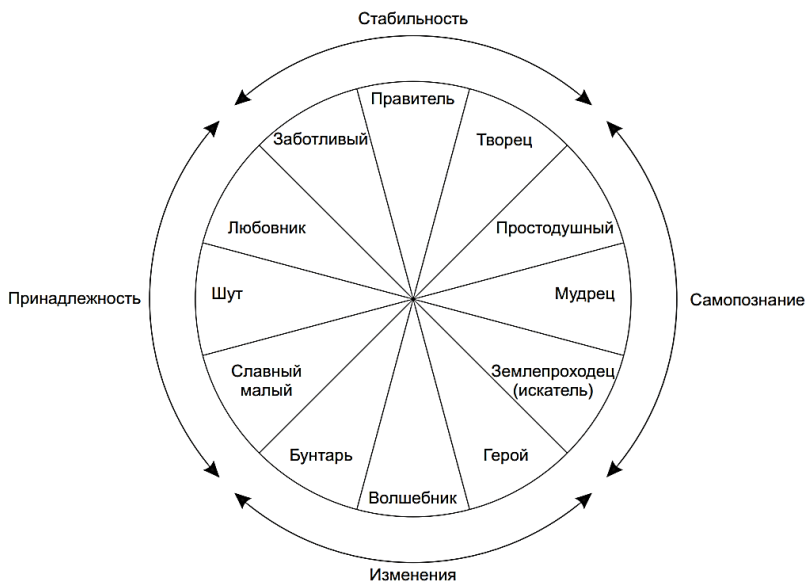 Стабильность
Правитель
Заботливый
Творец
Любовник
Простодушный
Принадлежность
Шут
Мудрец
Самопознание
Славный
малый
Землепроходец
(искатель)
Бунтарь
Герой
Волшебник
Изменения